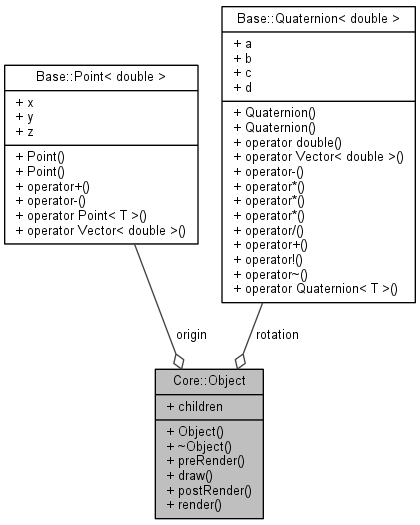 Base::Point< double >
+ x
+ y
+ z
+ Point()
+ Point()
+ operator+()
+ operator-()
+ operator Point< T >()
+ operator Vector< double >()
Base::Quaternion< double >
+ a
+ b
+ c
+ d
+ Quaternion()
+ Quaternion()
+ operator double()
+ operator Vector< double >()
+ operator-()
+ operator*()
+ operator*()
+ operator*()
+ operator/()
+ operator+()
+ operator!()
+ operator~()
+ operator Quaternion< T >()
origin
rotation
Core::Object
+ children
+ Object()
+ ~Object()
+ preRender()
+ draw()
+ postRender()
+ render()